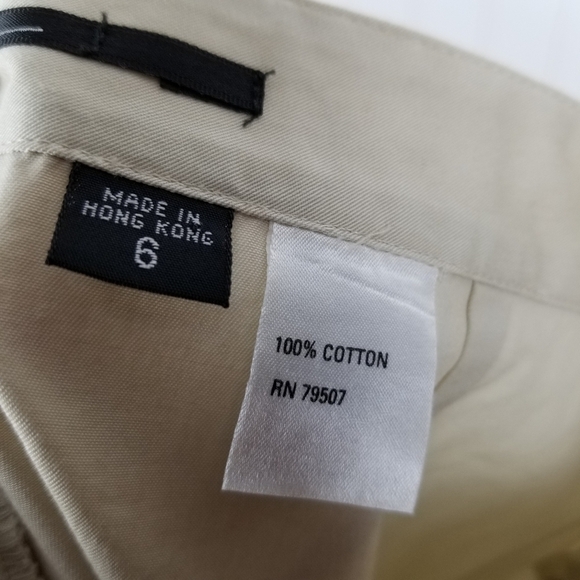 MADE IN
HONG KONG
6
100% COTTON
RN 79507